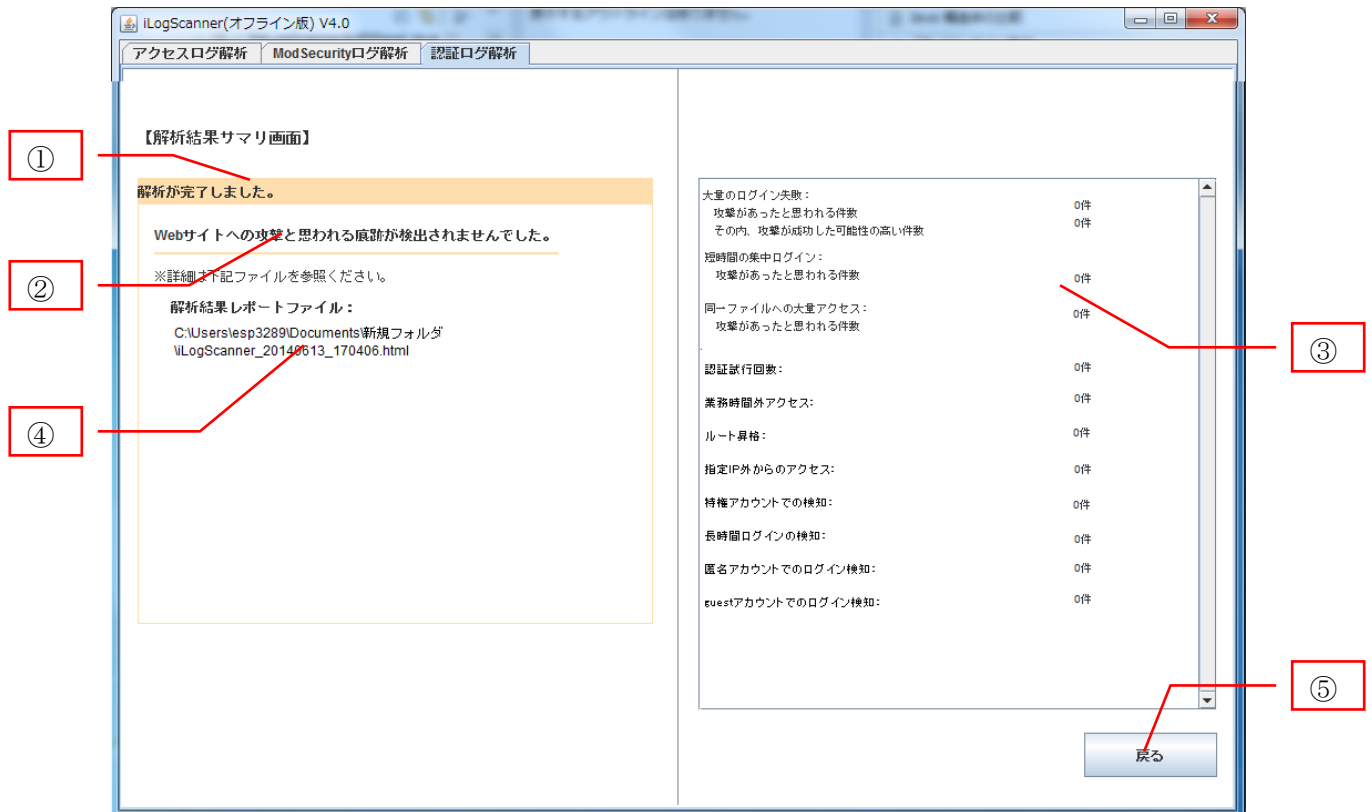 iLogScanner(オフライン版) V4.0
アクセスログ解析 ModSecurityログ解析 認証ログ解析
【解析結果サマリ画面】
①
解析が完了しました。
Webサイトへの攻撃と思われる痕跡が検出されませんでした。
②
※詳細は下記ファイルを参照ください。
解析結果レポートファイル：
C:\Users\esp3289\Documents\新規フォルダ
\iLogScanner_20140613_170406.html
④
大量のログイン失敗：
攻撃があったと思われる件数 0件
その内、攻撃が成功した可能性の高い件数 0件
短時間の集中ログイン：
攻撃があったと思われる件数 0件
同一ファイルへの大量アクセス： 0件
攻撃があったと思われる件数
③
認証試行回数： 0件
業務時間外アクセス： 0件
ルート昇格： 0件
指定IP外からのアクセス： 0件
特権アカウントでの検知： 0件
長時間ログインの検知： 0件
匿名アカウントでのログイン検知： 0件
guestアカウントでのログイン検知： 0件
⑤
戻る